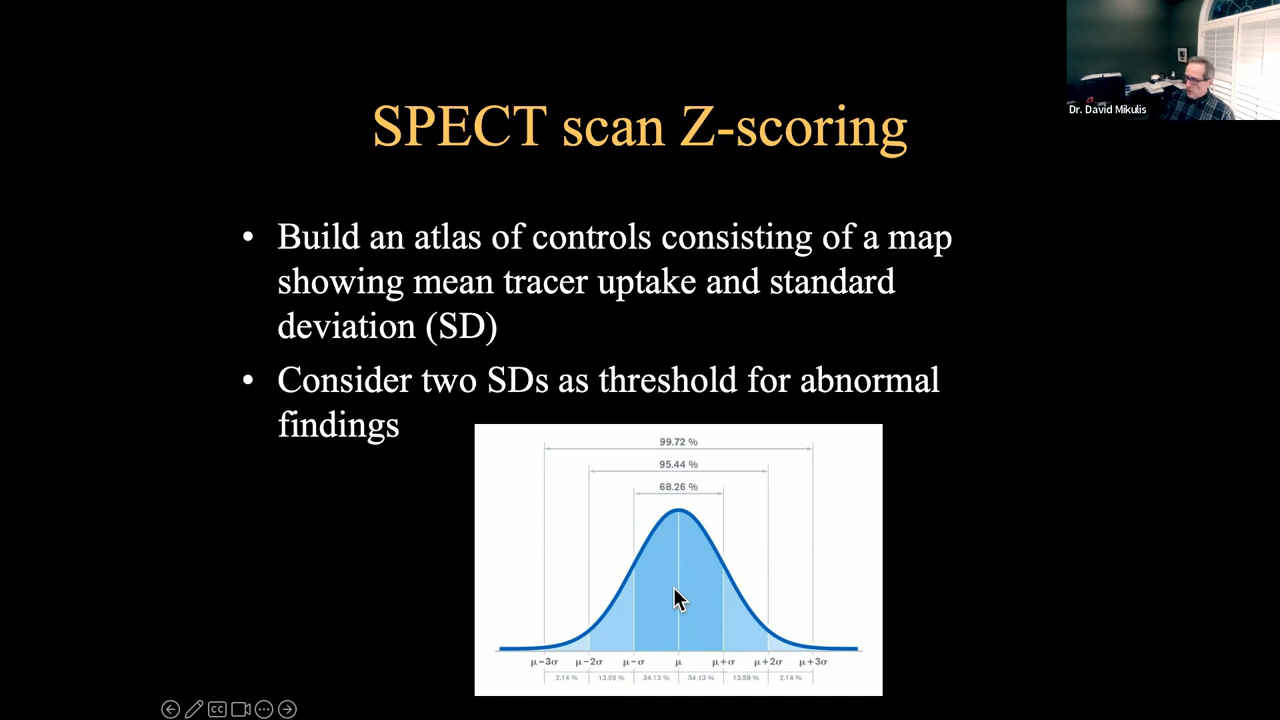 Dr. David Mikulis
SPECT scan Z-scoring
• Build an atlas of controls consisting of a map
showing mean tracer uptake and standard
deviation (SD)
• Consider two SDs as threshold for abnormal
findings
99.72 %
95.44 %
68.26 %
μ–3σ μ–2σ μ–σ μ μ+σ μ+2σ μ+3σ
2.14 % 13.59 % 34.13 % 34.13 % 13.59 % 2.14 %
CC